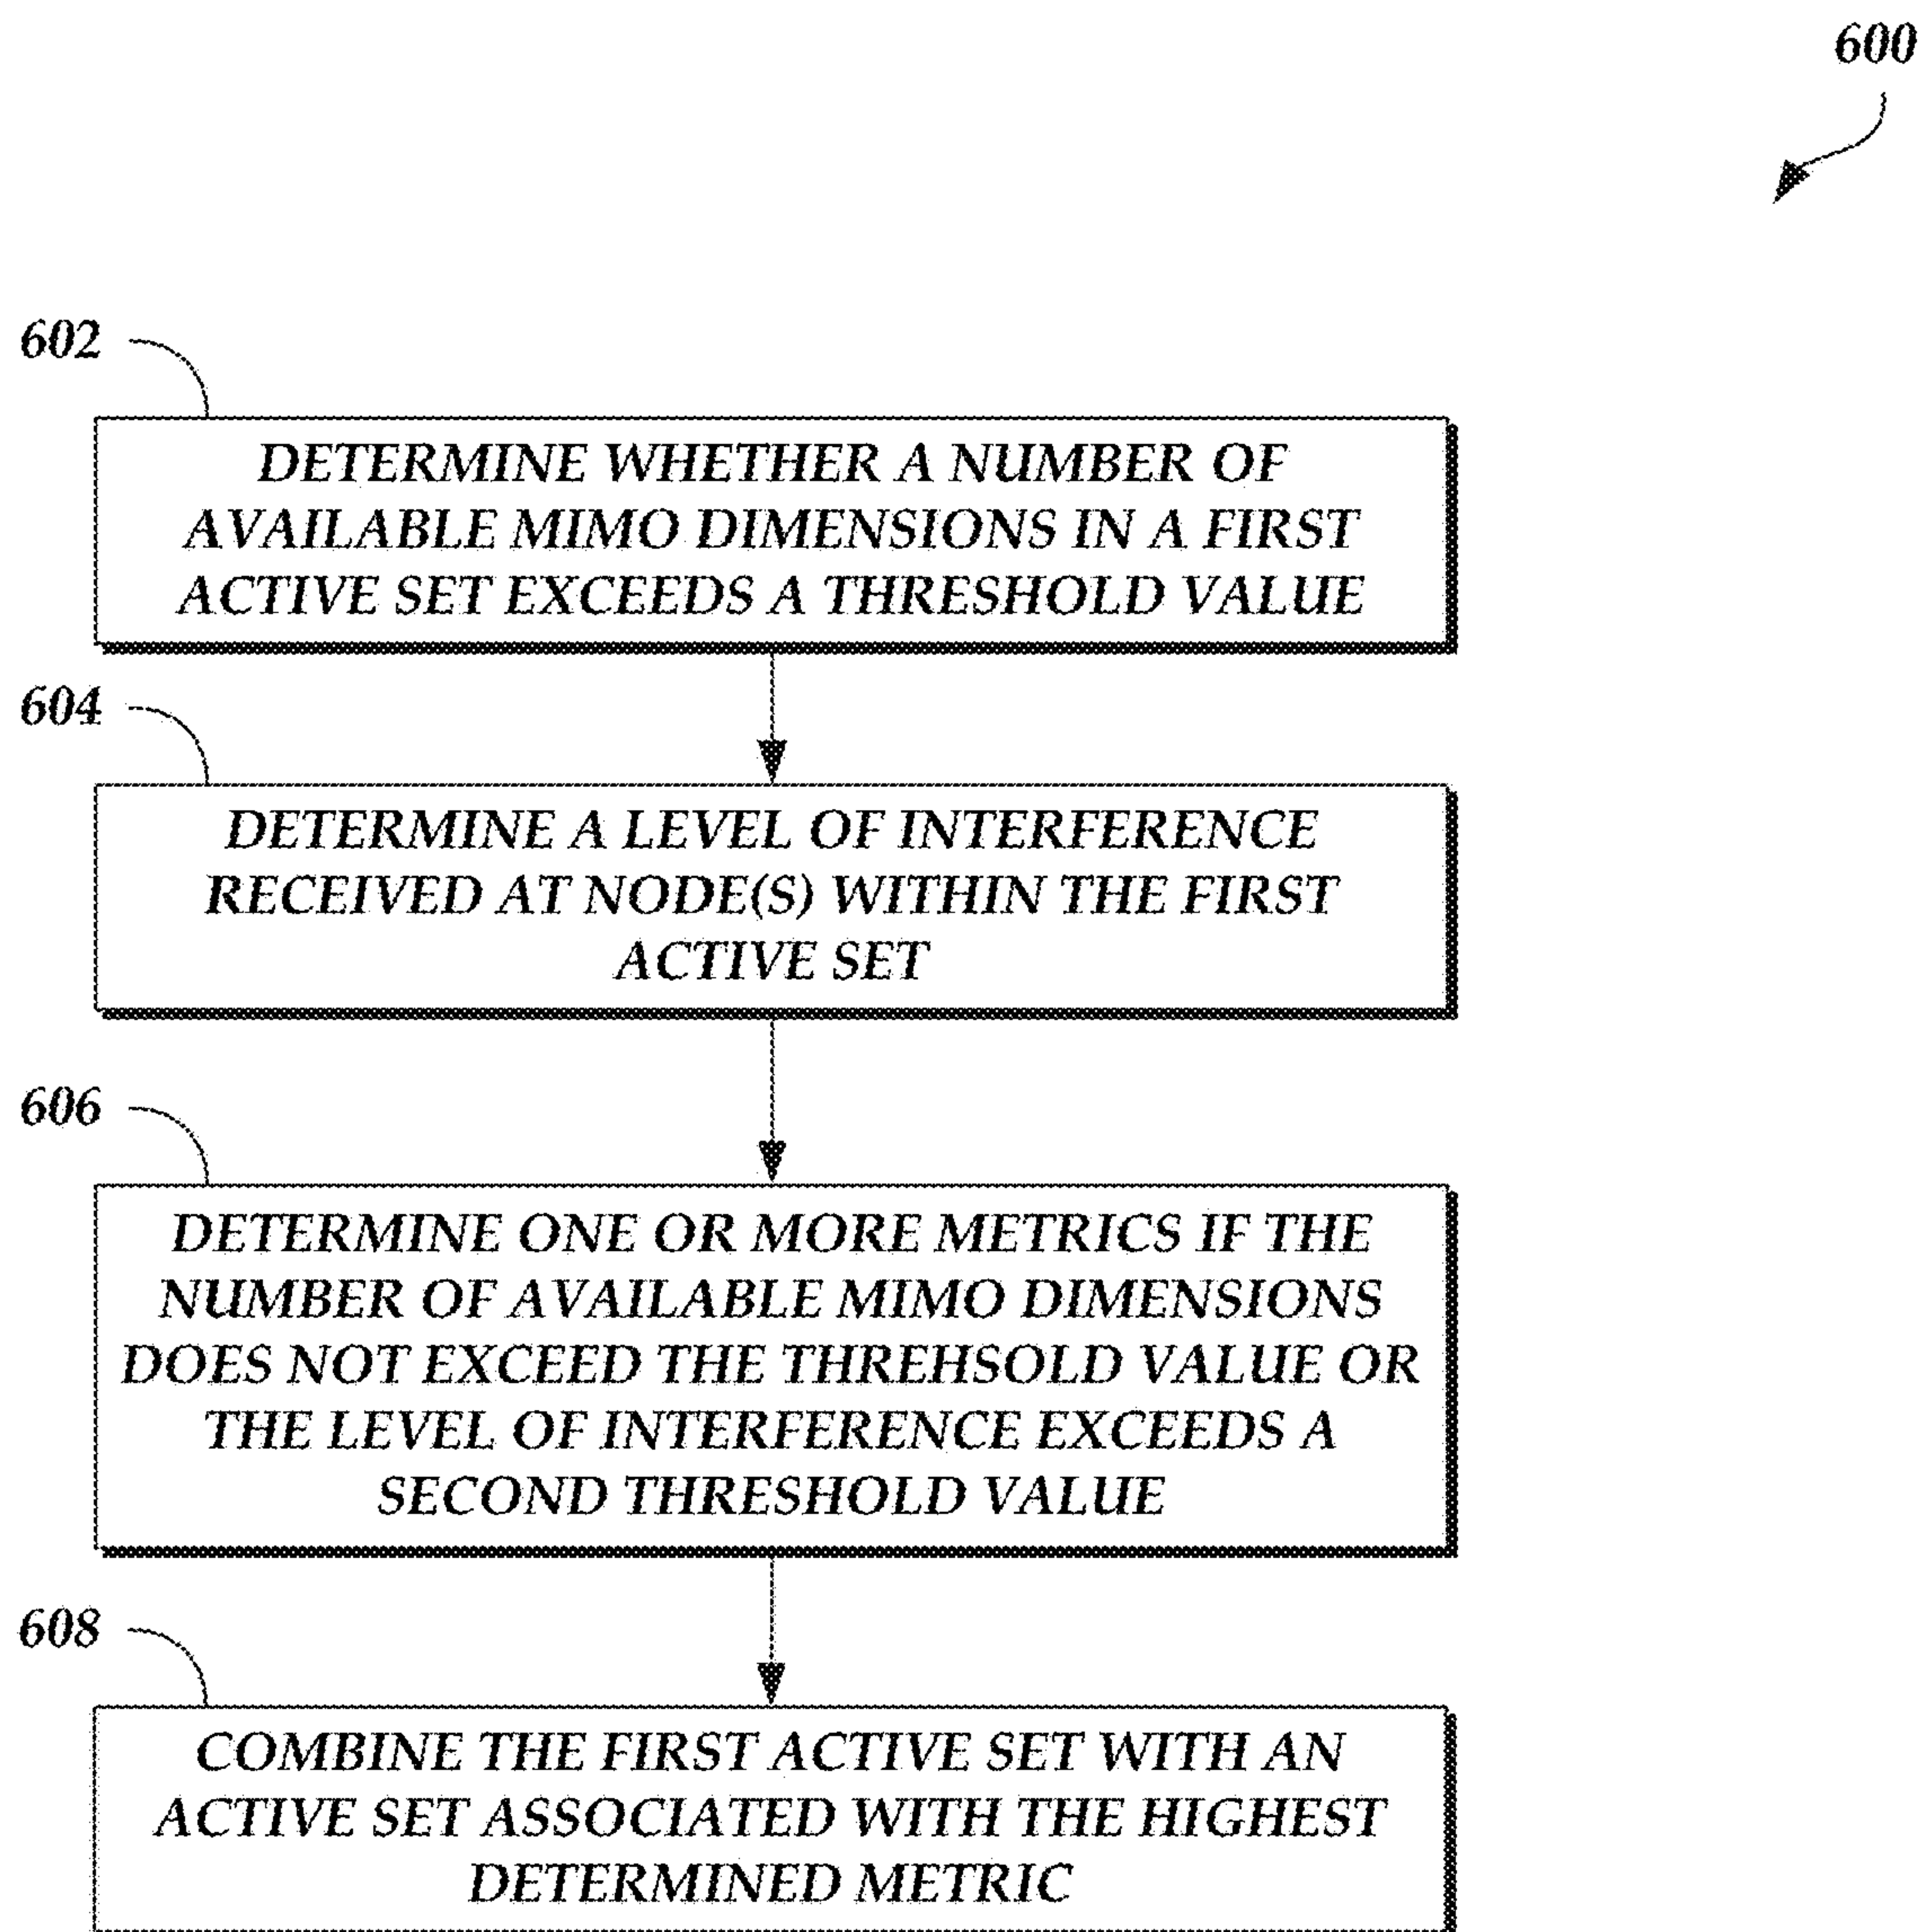 600
602
DETERMINE WHETHER A NUMBER OF
AVAILABLE MIMO DIMENSIONS IN A FIRST
ACTIVE SET EXCEEDS A THRESHOLD VALUE
604
DETERMINE A LEVEL OF INTERFERENCE
RECEIVED AT NODE(S) WITHIN THE FIRST
ACTIVE SET
606
DETERMINE ONE OR MORE METRICS IF THE
NUMBER OF AVAILABLE MIMO DIMENSIONS
DOES NOT EXCEED THE THREHSOLD VALUE OR
THE LEVEL OF INTERFERENCE EXCEEDS A
SECOND THRESHOLD VALUE
608
COMBINE THE FIRST ACTIVE SET WITH AN
ACTIVE SET ASSOCIATED WITH THE HIGHEST
DETERMINED METRIC